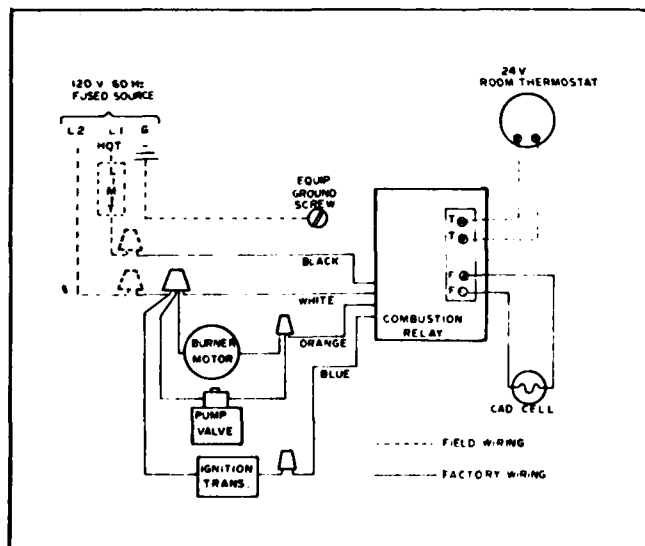 120 V 60 Hz
FUSED SOURCE
L2 L1 G
HOT
L
M
T
24V
ROOM THERMOSTAT
EQUIP
GROUND
SCREW
T
T
F
F
BLACK
WHITE
COMBUSTION
RELAY
ORANGE
BLUE
BURNER
MOTOR
PUMP
VALVE
CAD CELL
IGNITION
TRANS.
FIELD WIRING
FACTORY WIRING